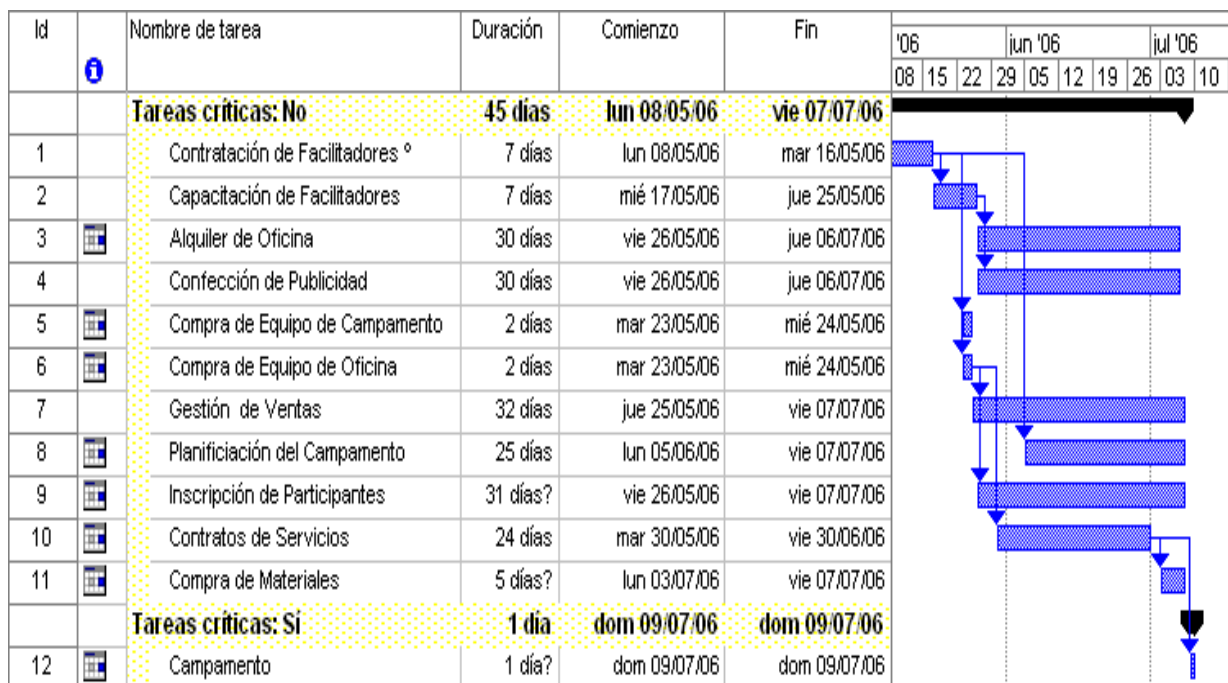 Id Nombre de tarea Duración Comienzo Fin
'06 jun '06 jul '06
08 15 22 29 05 12 19 26 03 10
Tareas críticas: No 45 días lun 08/05/06 vie 07/07/06
1 Contratación de Facilitadores º 7 días lun 08/05/06 mar 16/05/06
2 Capacitación de Facilitadores 7 días mié 17/05/06 jue 25/05/06
3 Alquiler de Oficina 30 días vie 26/05/06 jue 06/07/06
4 Confección de Publicidad 30 días vie 26/05/06 jue 06/07/06
5 Compra de Equipo de Campamento 2 días mar 23/05/06 mié 24/05/06
6 Compra de Equipo de Oficina 2 días mar 23/05/06 mié 24/05/06
7 Gestión de Ventas 32 días jue 25/05/06 vie 07/07/06
8 Planificiación del Campamento 25 días lun 05/06/06 vie 07/07/06
9 Inscripción de Participantes 31 días? vie 26/05/06 vie 07/07/06
10 Contratos de Servicios 24 días mar 30/05/06 vie 30/06/06
11 Compra de Materiales 5 días? lun 03/07/06 vie 07/07/06
Tareas críticas: Sí 1 día dom 09/07/06 dom 09/07/06
12 Campamento 1 día? dom 09/07/06 dom 09/07/06